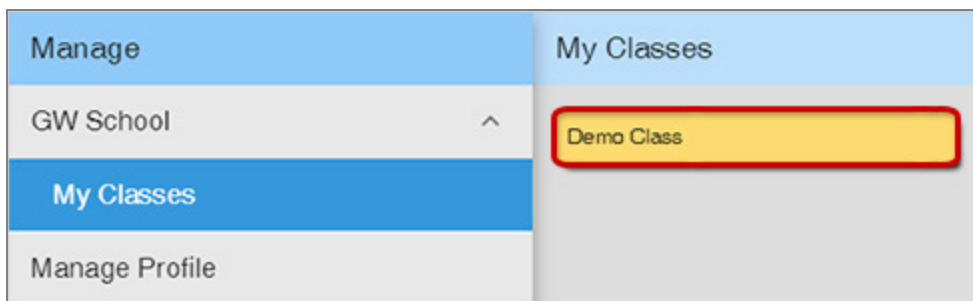 Manage
GW School
My Classes
Manage Profile
My Classes
Demo Class